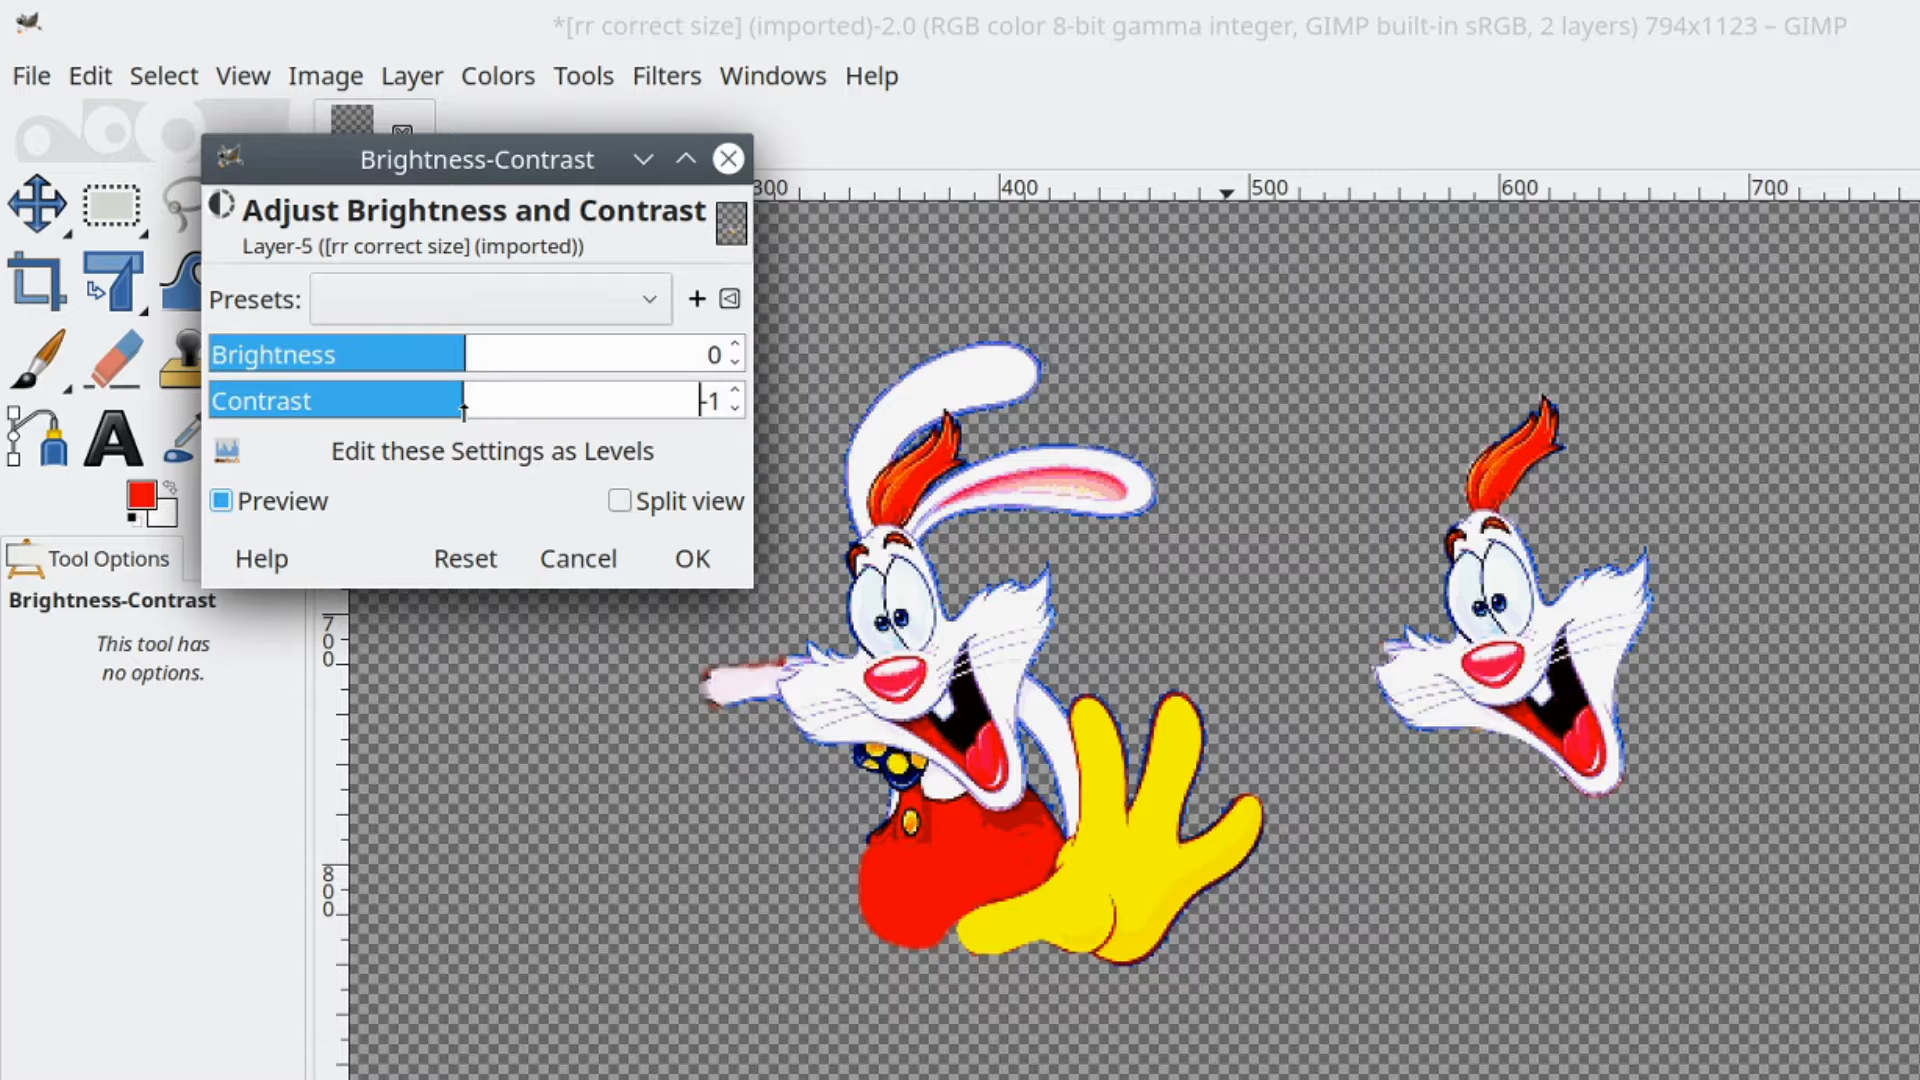 *[rr correct size] (imported)-2.0 (RGB color 8-bit gamma integer, GIMP built-in sRGB, 2 layers) 794x1123 – GIMP
File Edit Select View Image Layer Colors Tools Filters Windows Help
Brightness-Contrast
300 400 500 600 700
Adjust Brightness and Contrast
Layer-5 ([rr correct size] (imported))
Presets:
Brightness 0
Contrast -1
Edit these Settings as Levels
Preview Split view
Help Reset Cancel OK
Tool Options
Brightness-Contrast
This tool has
no options.
700
800